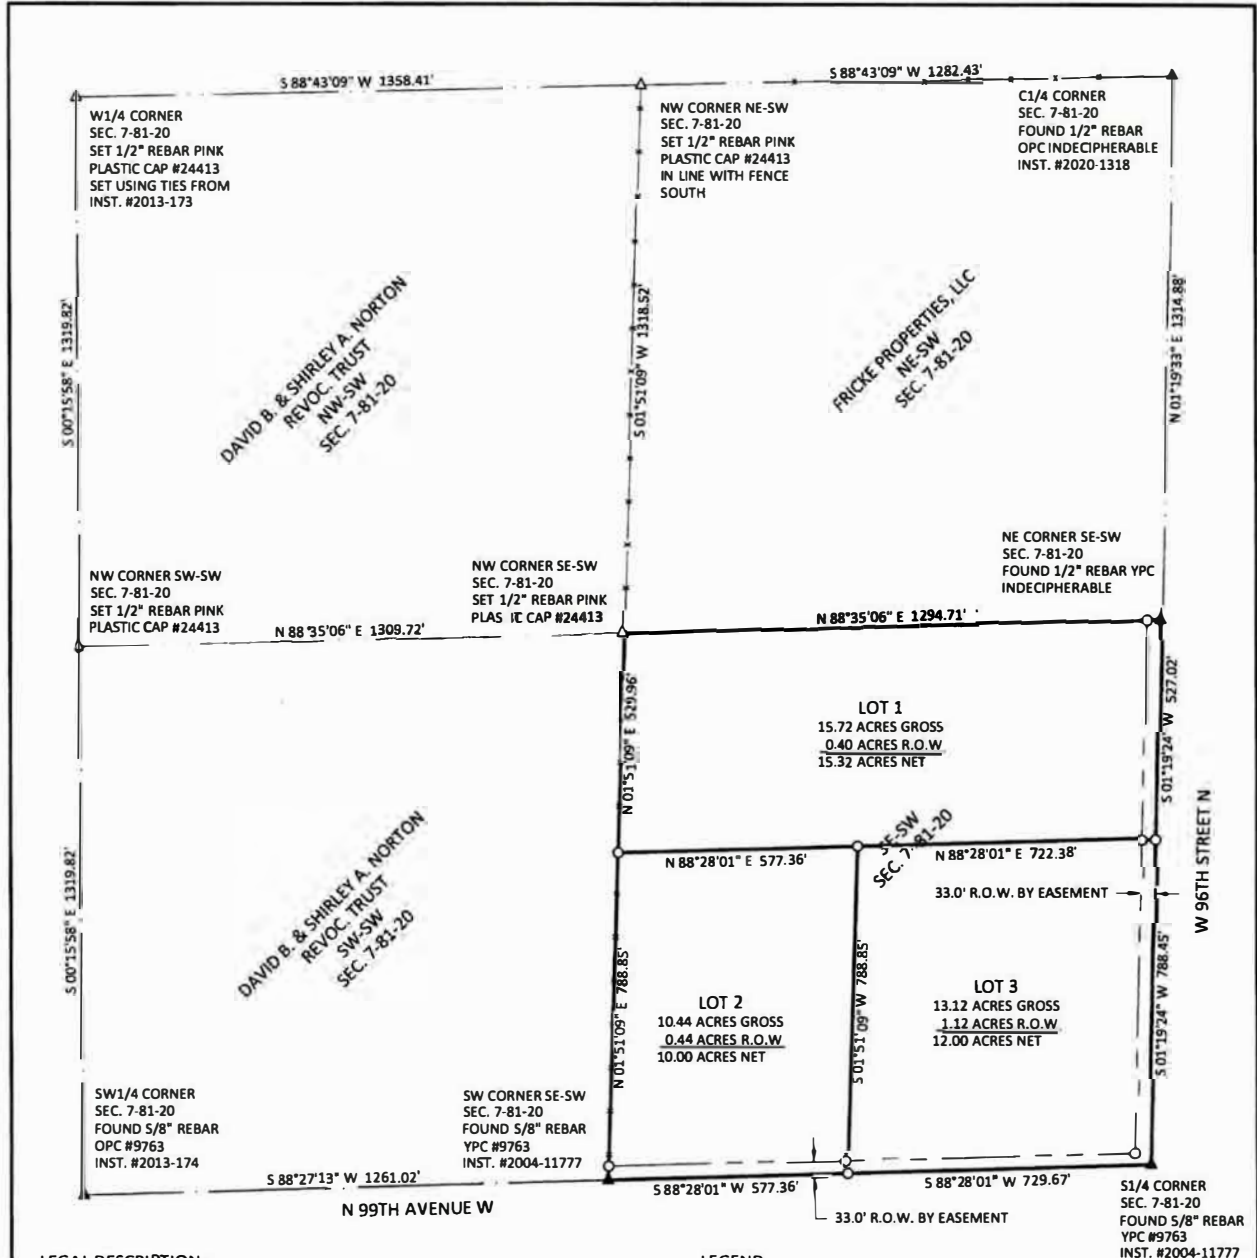 S 88°43'09" W 1358.41'
S 88°43'09" W 1282.43'
W1/4 CORNER
SEC. 7-81-20
SET 1/2" REBAR PINK
PLASTIC CAP #24413
SET USING TIES FROM
INST. #2013-173
NW CORNER NE-SW
SEC. 7-81-20
SET 1/2" REBAR PINK
PLASTIC CAP #24413
IN LINE WITH FENCE
SOUTH
C1/4 CORNER
SEC. 7-81-20
FOUND 1/2" REBAR
OPC INDECIPHERABLE
INST. #2020-1318
S 00°15'58" E 1319.82'
DAVID B. & SHIRLEY A. NORTON
REVOC. TRUST
NW-SW
SEC. 7-81-20
S 01°51'09" W 1318.52'
FRICKE PROPERTIES, LLC
NE-SW
SEC. 7-81-20
N 01°19'33" E 1314.88'
NW CORNER SW-SW
SEC. 7-81-20
SET 1/2" REBAR PINK
PLASTIC CAP #24413
NW CORNER SE-SW
SEC. 7-81-20
SET 1/2" REBAR PINK
PLAS IC CAP #24413
NE CORNER SE-SW
SEC. 7-81-20
FOUND 1/2" REBAR YPC
INDECIPHERABLE
N 88°35'06" E 1309.72'
N 88°35'06" E 1294.71'
N 01°51'09" E 529.96'
LOT 1
15.72 ACRES GROSS
0.40 ACRES R.O.W
15.32 ACRES NET
S 01°19'24" W 527.02'
W 96TH STREET N
SE-SW
SEC. 7-81-20
N 88°28'01" E 577.36'
N 88°28'01" E 722.38'
33.0' R.O.W. BY EASEMENT
S 00°15'58" E 1319.82'
DAVID B. & SHIRLEY A. NORTON
REVOC. TRUST
SW-SW
SEC. 7-81-20
N 01°51'09" E 788.85'
LOT 2
10.44 ACRES GROSS
0.44 ACRES R.O.W
10.00 ACRES NET
S 01°51'09" W 788.85'
LOT 3
13.12 ACRES GROSS
1.12 ACRES R.O.W
12.00 ACRES NET
S 01°19'24" W 788.45'
SW1/4 CORNER
SEC. 7-81-20
FOUND 5/8" REBAR
OPC #9763
INST. #2013-174
SW CORNER SE-SW
SEC. 7-81-20
FOUND 5/8" REBAR
YPC #9763
INST. #2004-11777
S 88°27'13" W 1261.02'
N 99TH AVENUE W
S 88°28'01" W 577.36'
S 88°28'01" W 729.67'
33.0' R.O.W. BY EASEMENT
S1/4 CORNER
SEC. 7-81-20
FOUND 5/8" REBAR
YPC #9763
INST. #2004-11777
LEGAL DESCRIPTION
LEGEND